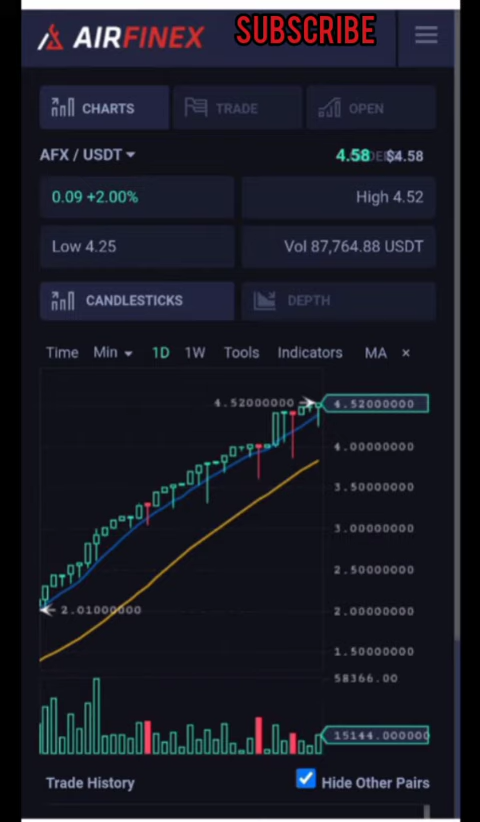 AIRFINEX SUBSCRIBE
CHARTS TRADE OPEN
AFX / USDT 4.58 $4.58
0.09 +2.00% High 4.52
Low 4.25 Vol 87,764.88 USDT
CANDLESTICKS DEPTH
Time Min 1D 1W Tools Indicators MA ×
4.52000000 4.52000000
4.00000000
3.50000000
3.00000000
2.50000000
2.01000000 2.00000000
1.50000000
58366.00
15144.000000
Trade History Hide Other Pairs